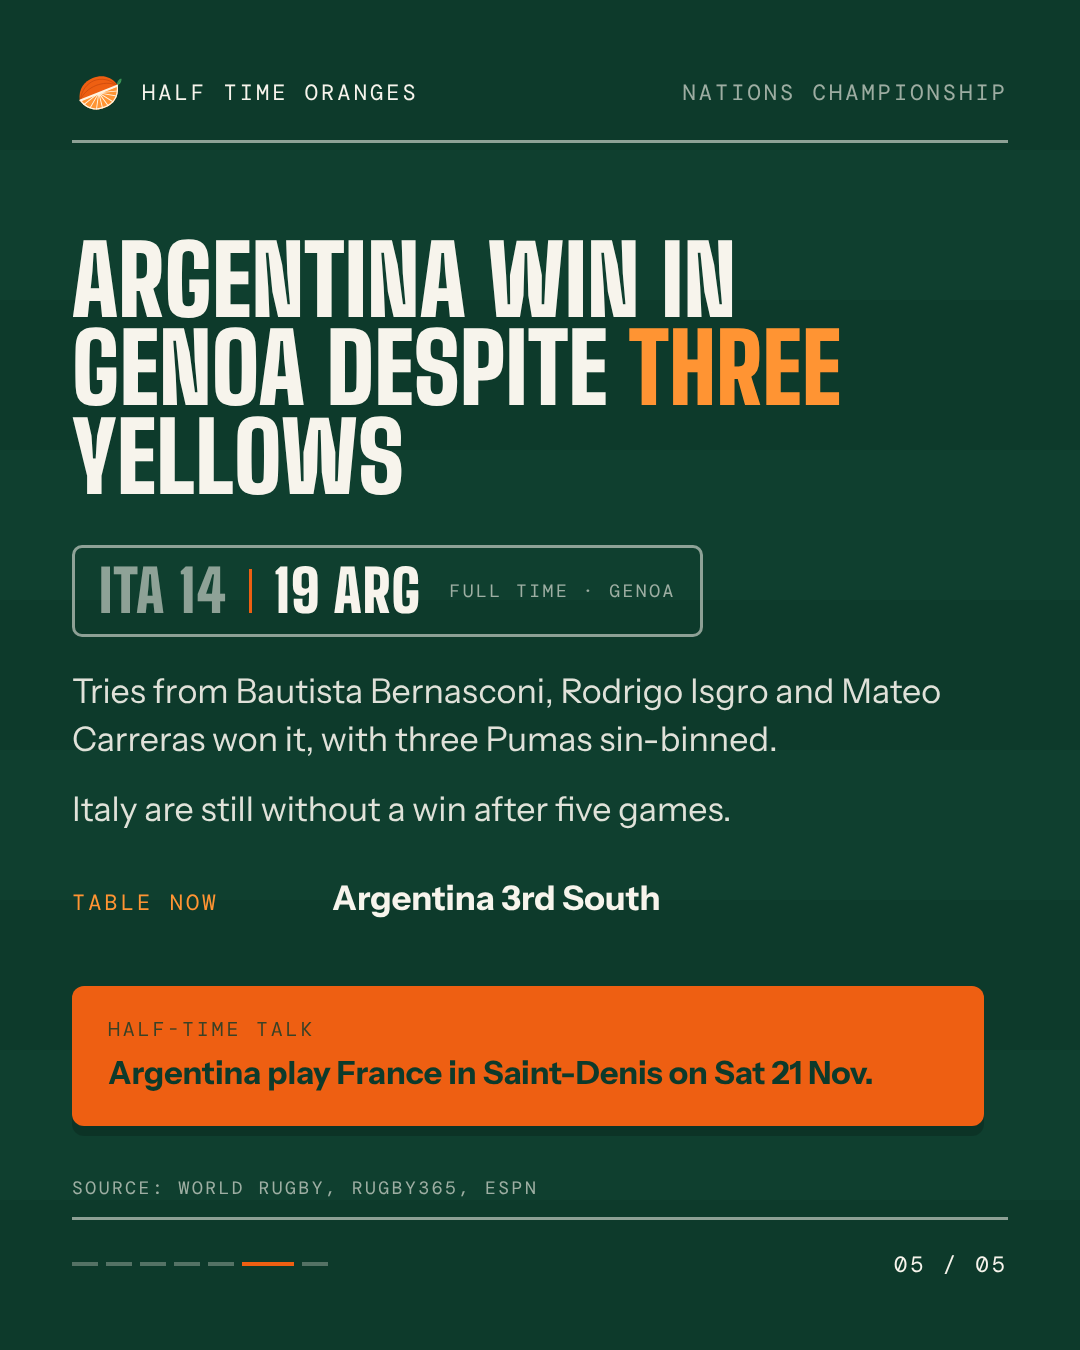 HALF TIME ORANGES
NATIONS CHAMPIONSHIP
ARGENTINA WIN IN
GENOA DESPITE THREE
YELLOWS
ITA 14 | 19 ARG FULL TIME · GENOA
Tries from Bautista Bernasconi, Rodrigo Isgro and Mateo
Carreras won it, with three Pumas sin-binned.
Italy are still without a win after five games.
TABLE NOW Argentina 3rd South
HALF-TIME TALK
Argentina play France in Saint-Denis on Sat 21 Nov.
SOURCE: WORLD RUGBY, RUGBY365, ESPN
05 / 05